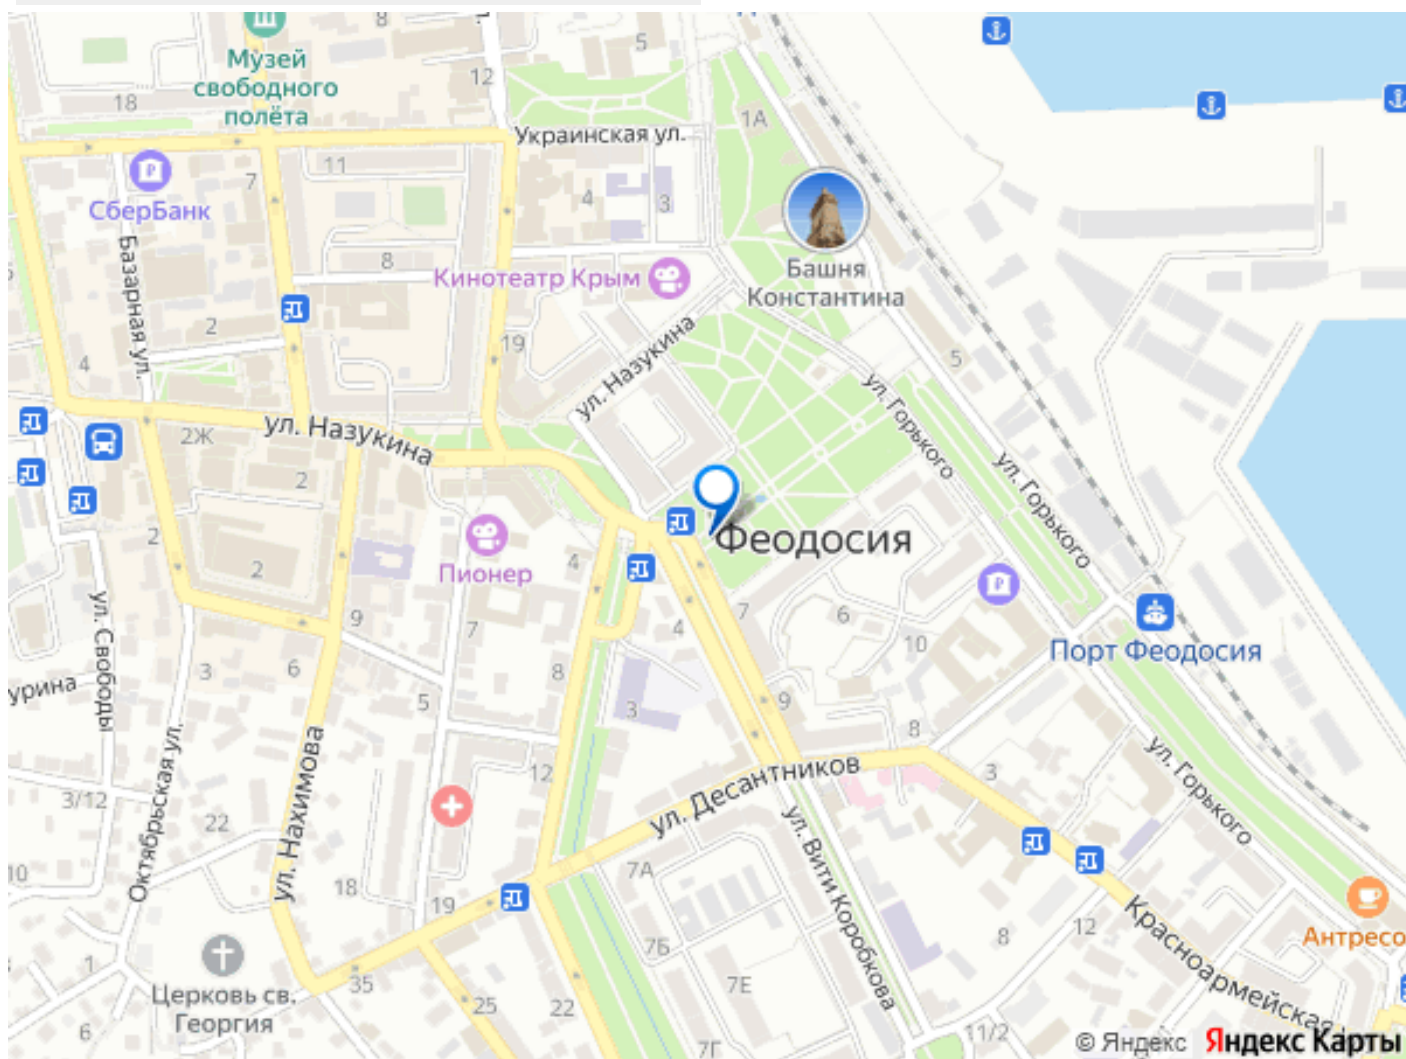 8
5
Музей
свободного
полёта
12
18
1А
Украинская ул.
11
7
СберБанк
4
3
Базарная ул.
8
Кинотеатр Крым
Башня
Константина
2
19
4
ул. Назукина
5
ул. Горького
2Ж
ул. Назукина
2
ул. Горького
2
Феодосия
2
Пионер
4
ул. Свободы
9
7
4
7
6
10
Порт Феодосия
6
3
8
урина
5
3
9
8
ул. Нахимова
Октябрьская ул.
12
ул. Десантников
3
ул. Горького
3/12
22
ул. Вити Коробкова
10
18
7А
19
Красноармейская
12
8
7Б
Антресо
1
35
7Е
Церковь св.
Георгия
25
22
6
7Г
11/2
© Яндекс Яндекс Карты